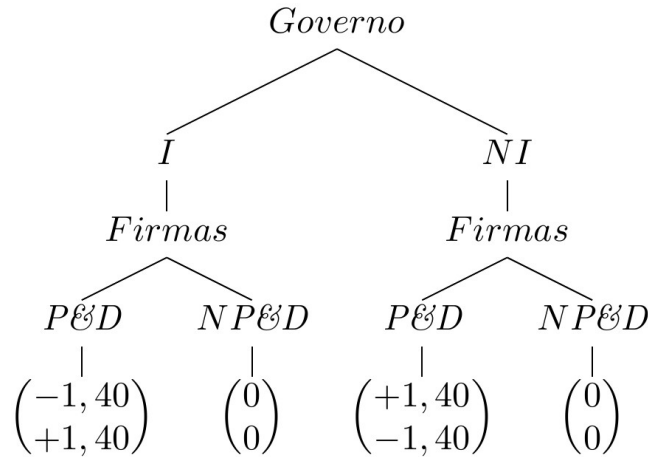 Governo
I NI
Firmas Firmas
P&D NP&D P&D NP&D
(−1, 40 +1, 40) (0 0) (+1, 40 −1, 40) (0 0)